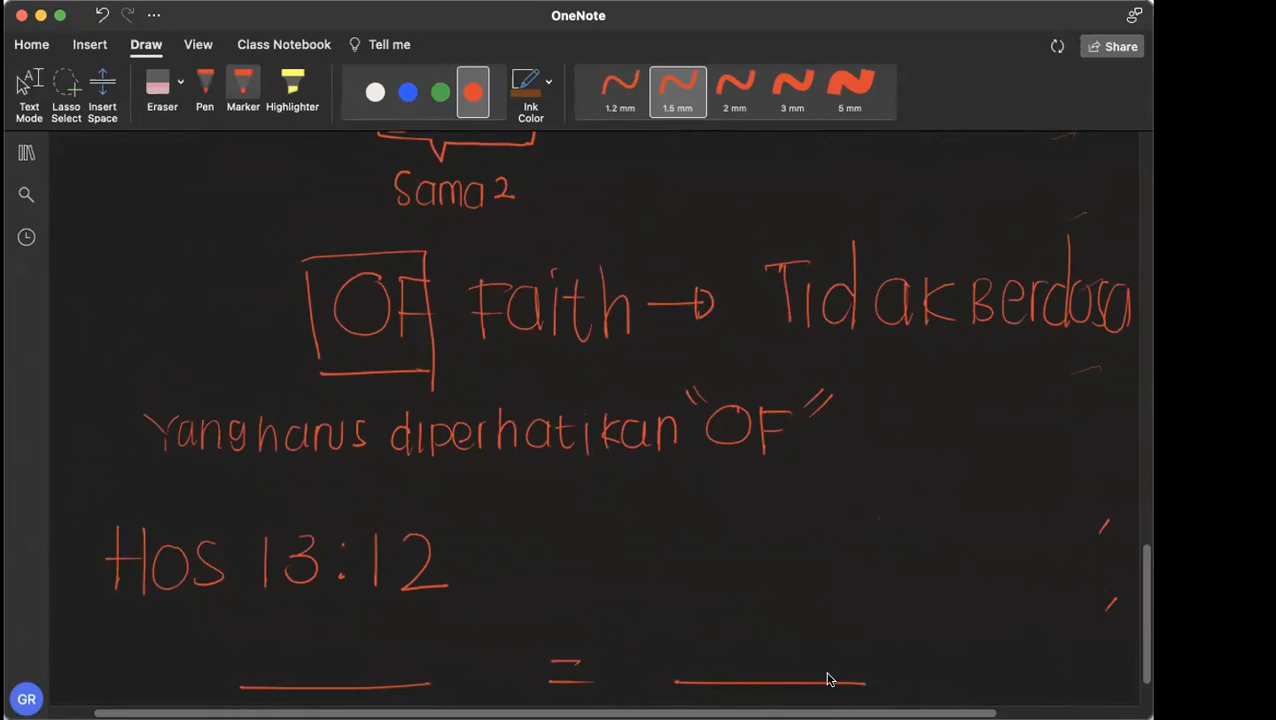 OneNote
Home Insert Draw View Class Notebook Tell me Share
Text Mode Lasso Select Insert Space Eraser Pen Marker Highlighter Ink Color 1.2 mm 1.5 mm 2 mm 3 mm 5 mm
Sama 2
OF Faith → Tidak Berdosa
Yang harus diperhatikan "OF"
Hos 13:12
=
GR